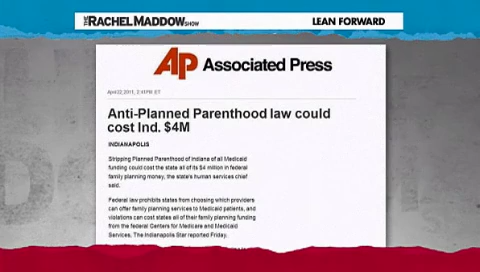 THE RACHEL MADDOW SHOW
LEAN FORWARD
AP Associated Press
April 22, 2011, 2:44PM ET
Anti-Planned Parenthood law could
cost Ind. $4M
INDIANAPOLIS
Stripping Planned Parenthood of Indiana of all Medicaid
funding could cost the state all of its $4 million in federal
family planning money, the state's human services chief
said.
Federal law prohibits states from choosing which providers
can offer family planning services to Medicaid patients, and
violations can cost states all of their family planning funding
from the federal Centers for Medicare and Medicaid
Services, The Indianapolis Star reported Friday.